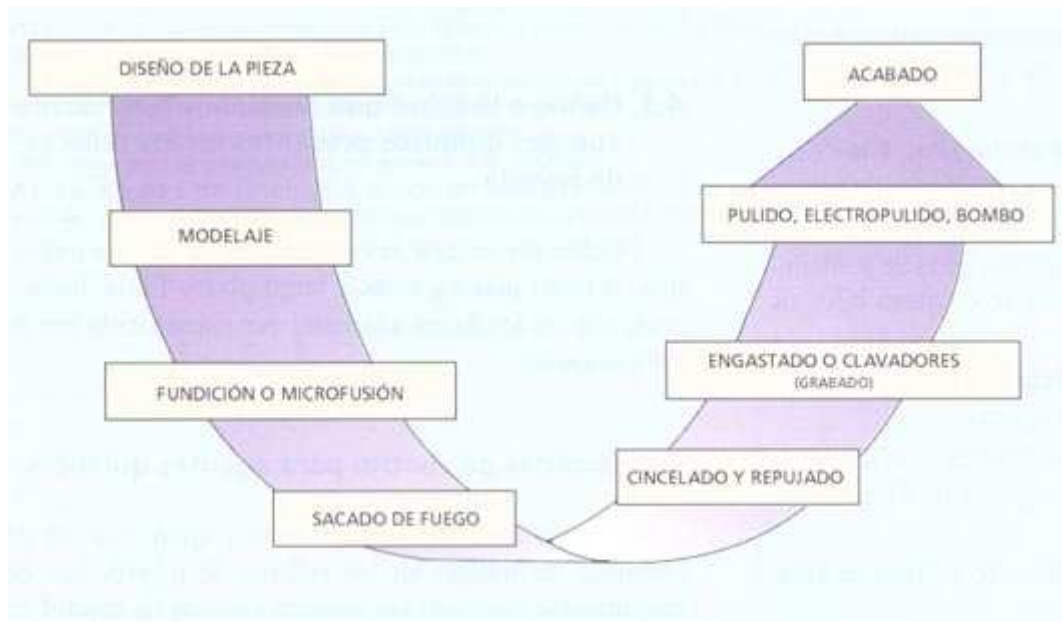 DISEÑO DE LA PIEZA
MODELAJE
FUNDICIÓN O MICROFUSIÓN
SACADO DE FUEGO
CINCELADO Y REPUJADO
ENGASTADO O CLAVADORES
(GRABADO)
PULIDO, ELECTROPULIDO, BOMBO
ACABADO